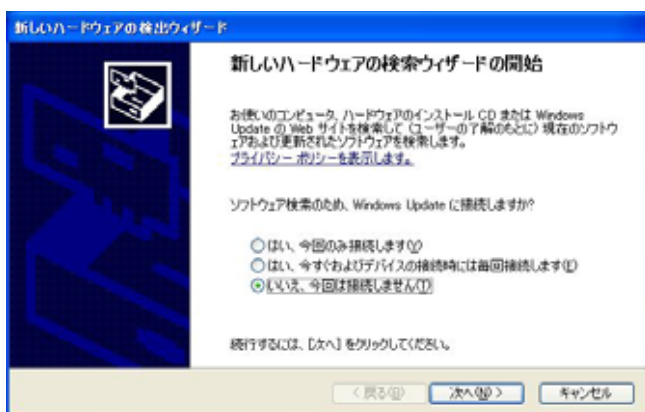 新しいハードウェアの検出ウィザード
新しいハードウェアの検索ウィザードの開始
お使いのコンピュータ、ハードウェアのインストール CD または Windows
Update の Web サイトを検索して (ユーザーの了解のもとに) 現在のソフトウ
ェアおよび更新されたソフトウェアを検索します。
プライバシー ポリシーを表示します。
ソフトウェア検索のため、Windows Update に接続しますか?
はい、今回のみ接続します(Y)
はい、今すぐおよびデバイスの接続時には毎回接続します(E)
いいえ、今回は接続しません(T)
続行するには、[次へ] をクリックしてください。
< 戻る(B) 次へ(N) > キャンセル